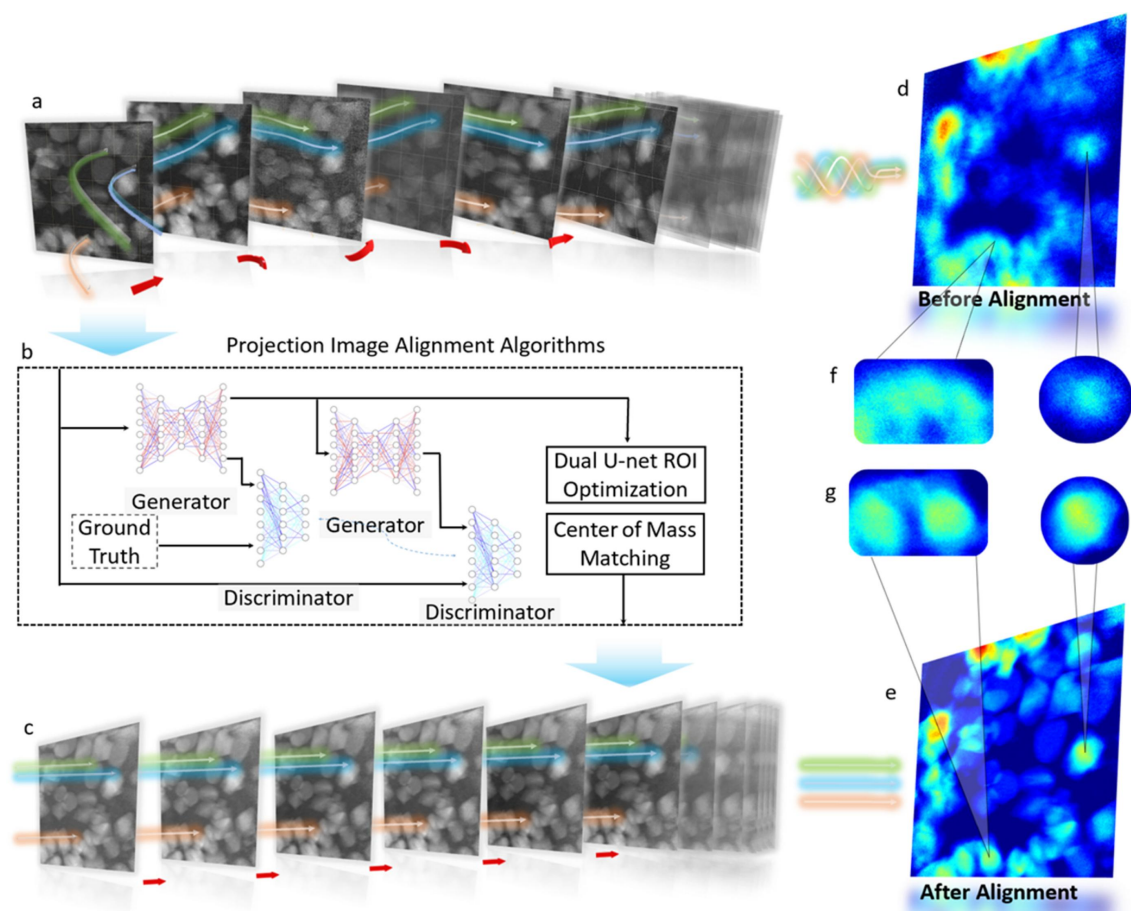 a
d
Before Alignment
b
Projection Image Alignment Algorithms
f
Dual U-net ROI
Optimization
g
Generator
Generator
Ground
Truth
Center of Mass
Matching
Discriminator
Discriminator
c
e
After Alignment